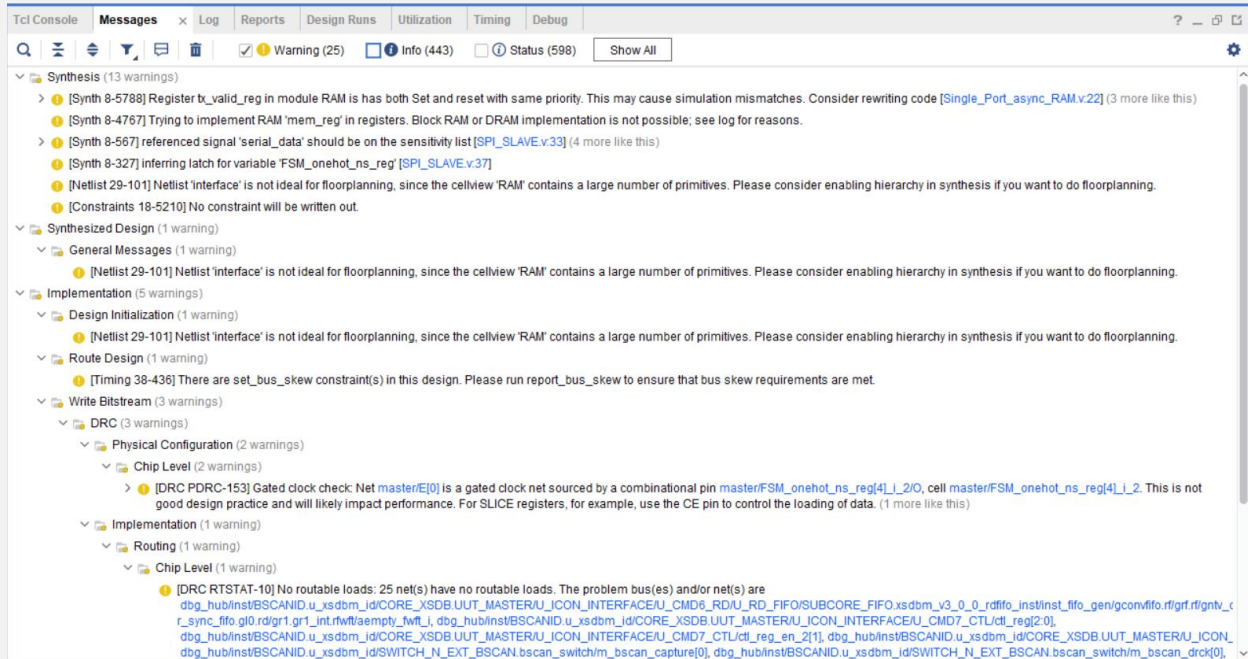 Tcl Console Messages × Log Reports Design Runs Utilization Timing Debug ? _
Warning (25) Info (443) Status (598) Show All
Synthesis (13 warnings)
[Synth 8-5788] Register tx_valid_reg in module RAM is has both Set and reset with same priority. This may cause simulation mismatches. Consider rewriting code [Single_Port_async_RAM.v:22] (3 more like this)
[Synth 8-4767] Trying to implement RAM 'mem_reg' in registers. Block RAM or DRAM implementation is not possible; see log for reasons.
[Synth 8-567] referenced signal 'serial_data' should be on the sensitivity list [SPI_SLAVE.v:33] (4 more like this)
[Synth 8-327] inferring latch for variable 'FSM_onehot_ns_reg' [SPI_SLAVE.v:37]
[Netlist 29-101] Netlist 'interface' is not ideal for floorplanning, since the cellview 'RAM' contains a large number of primitives. Please consider enabling hierarchy in synthesis if you want to do floorplanning.
[Constraints 18-5210] No constraint will be written out.
Synthesized Design (1 warning)
General Messages (1 warning)
[Netlist 29-101] Netlist 'interface' is not ideal for floorplanning, since the cellview 'RAM' contains a large number of primitives. Please consider enabling hierarchy in synthesis if you want to do floorplanning.
Implementation (5 warnings)
Design Initialization (1 warning)
[Netlist 29-101] Netlist 'interface' is not ideal for floorplanning, since the cellview 'RAM' contains a large number of primitives. Please consider enabling hierarchy in synthesis if you want to do floorplanning.
Route Design (1 warning)
[Timing 38-436] There are set_bus_skew constraint(s) in this design. Please run report_bus_skew to ensure that bus skew requirements are met.
Write Bitstream (3 warnings)
DRC (3 warnings)
Physical Configuration (2 warnings)
Chip Level (2 warnings)
[DRC PDRC-153] Gated clock check: Net master/E[0] is a gated clock net sourced by a combinational pin master/FSM_onehot_ns_reg[4]_i_2/O, cell master/FSM_onehot_ns_reg[4]_i_2. This is not
good design practice and will likely impact performance. For SLICE registers, for example, use the CE pin to control the loading of data. (1 more like this)
Implementation (1 warning)
Routing (1 warning)
Chip Level (1 warning)
[DRC RTSTAT-10] No routable loads: 25 net(s) have no routable loads. The problem bus(es) and/or net(s) are
dbg_hub/inst/BSCANID.u_xsdbm_id/CORE_XSDB.UUT_MASTER/U_ICON_INTERFACE/U_CMD6_RD/U_RD_FIFO/SUBCORE_FIFO.xsdbm_v3_0_0_rdfifo_inst/inst_fifo_gen/gconvfifo.rf/grf.rf/gntv_o
r_sync_fifo.gl0.rd/gr1.gr1_int.rfwft/aempty_fwft_i, dbg_hub/inst/BSCANID.u_xsdbm_id/CORE_XSDB.UUT_MASTER/U_ICON_INTERFACE/U_CMD7_CTL/ctl_reg[2:0],
dbg_hub/inst/BSCANID.u_xsdbm_id/CORE_XSDB.UUT_MASTER/U_ICON_INTERFACE/U_CMD7_CTL/ctl_reg_en_2[1], dbg_hub/inst/BSCANID.u_xsdbm_id/CORE_XSDB.UUT_MASTER/U_ICON_
dbg_hub/inst/BSCANID.u_xsdbm_id/SWITCH_N_EXT_BSCAN.bscan_switch/m_bscan_capture[0], dbg_hub/inst/BSCANID.u_xsdbm_id/SWITCH_N_EXT_BSCAN.bscan_switch/m_bscan_drck[0],